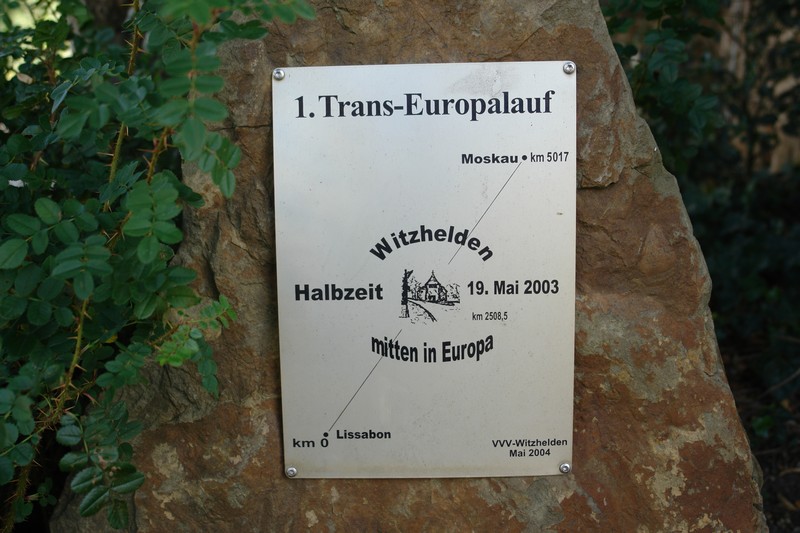 1. Trans-Europalauf
Moskau km 5017
Witzhelden
Halbzeit 19. Mai 2003
km 2508,5
mitten in Europa
km 0 Lissabon
VVV-Witzhelden
Mai 2004